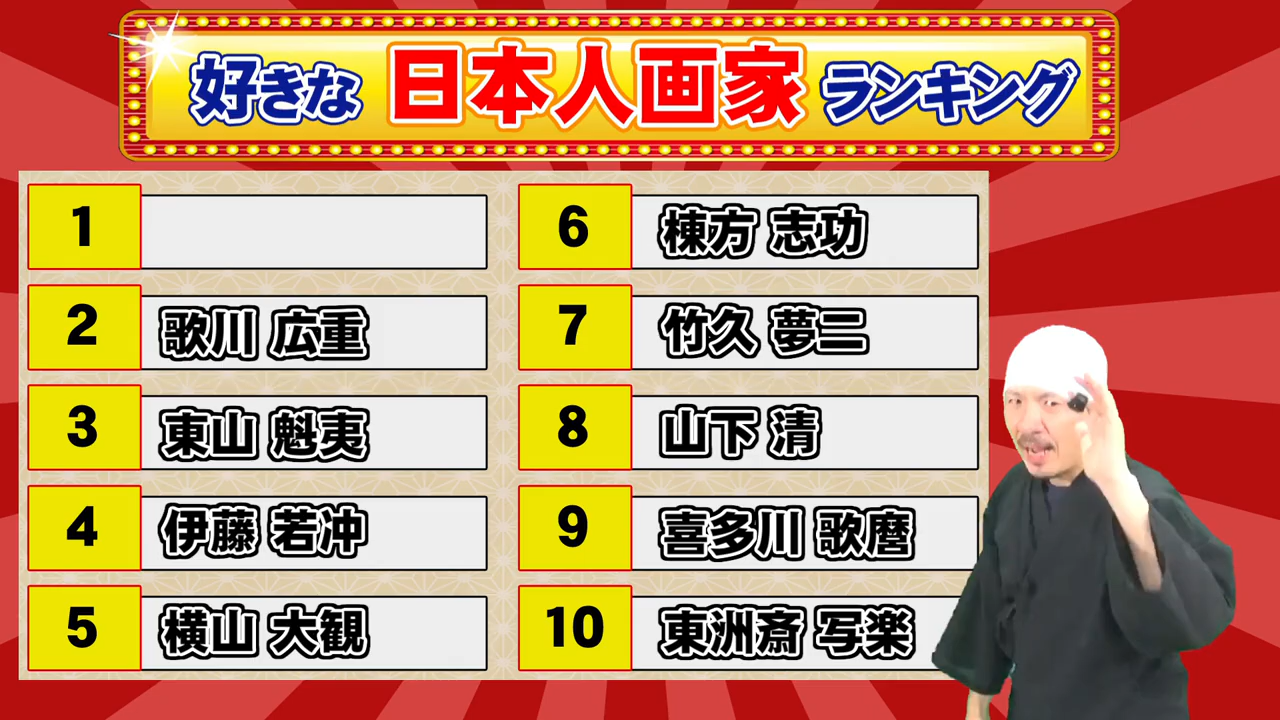 好きな 日本人画家 ランキング
1
2 歌川 広重
3 東山 魁夷
4 伊藤 若冲
5 横山 大観
6 棟方 志功
7 竹久 夢二
8 山下 清
9 喜多川 歌麿
10 東洲斎 写楽